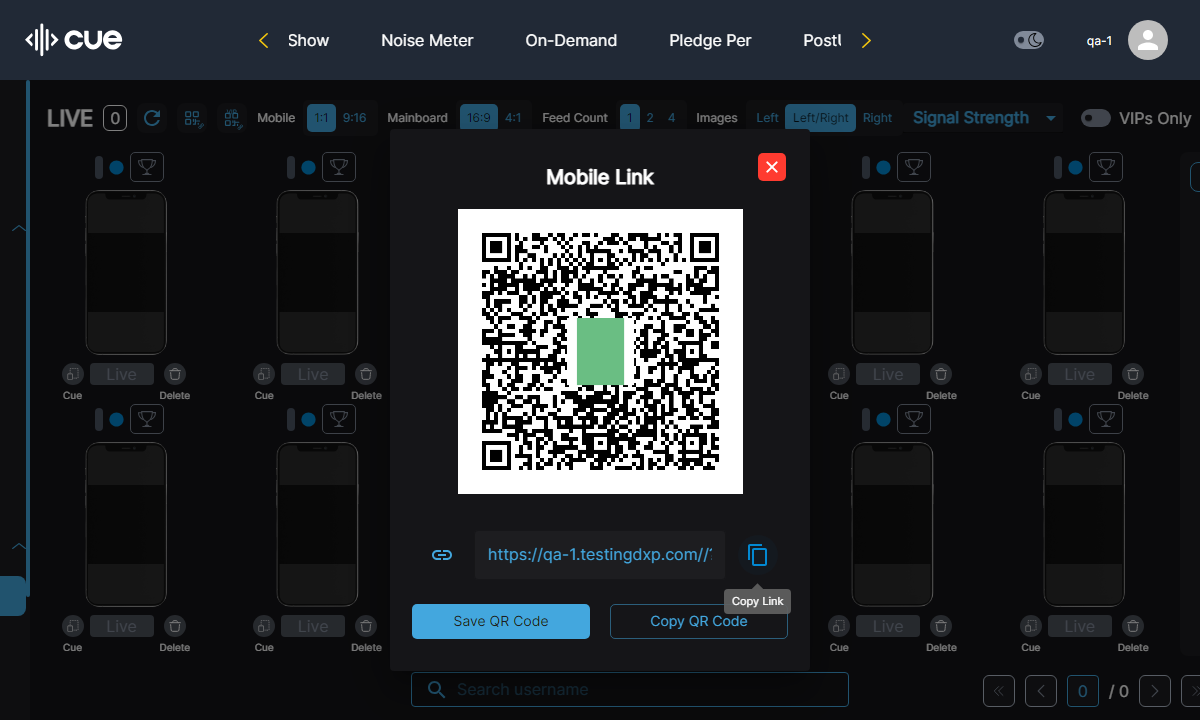 cue
Show
Noise Meter
On-Demand
Pledge Per
qa-1
LIVE 0
Mobile 1:1 9:16
Mainboard 16:9 4:1
Feed Count 1 2 4
Images Left Left/Right Right
Signal Strength
VIPs Only
Mobile Link
Live
Live
Live
Live
Cue Delete
Cue Delete
Cue Delete
Cue Delete
https://qa-1.testingdxp.com//
Copy Link
Save QR Code
Copy QR Code
Live
Live
Live
Live
Cue Delete
Cue Delete
Cue Delete
Cue Delete
Search username
0 / 0